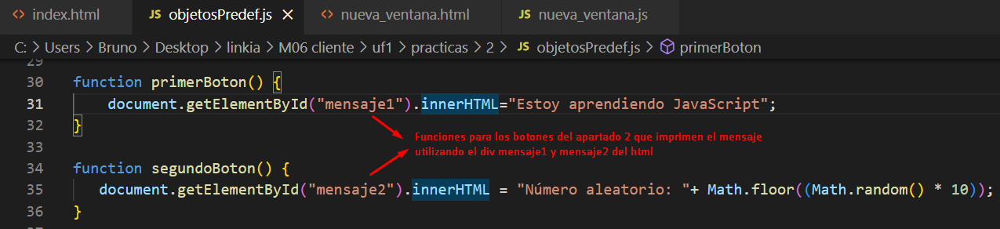 index.html JS objetosPredef.js × nueva_ventana.html JS nueva_ventana.js
C: > Users > Bruno > Desktop > linkia > M06 cliente > uf1 > practicas > 2 > JS objetosPredef.js > primerBoton
29
30 function primerBoton() {
31 document.getElementById("mensaje1").innerHTML="Estoy aprendiendo JavaScript";
32 }
Funciones para los botones del apartado 2 que imprimen el mensaje
utilizando el div mensaje1 y mensaje2 del html
33
34 function segundoBoton() {
35 document.getElementById("mensaje2").innerHTML = "Número aleatorio: "+ Math.floor((Math.random() * 10));
36 }
37